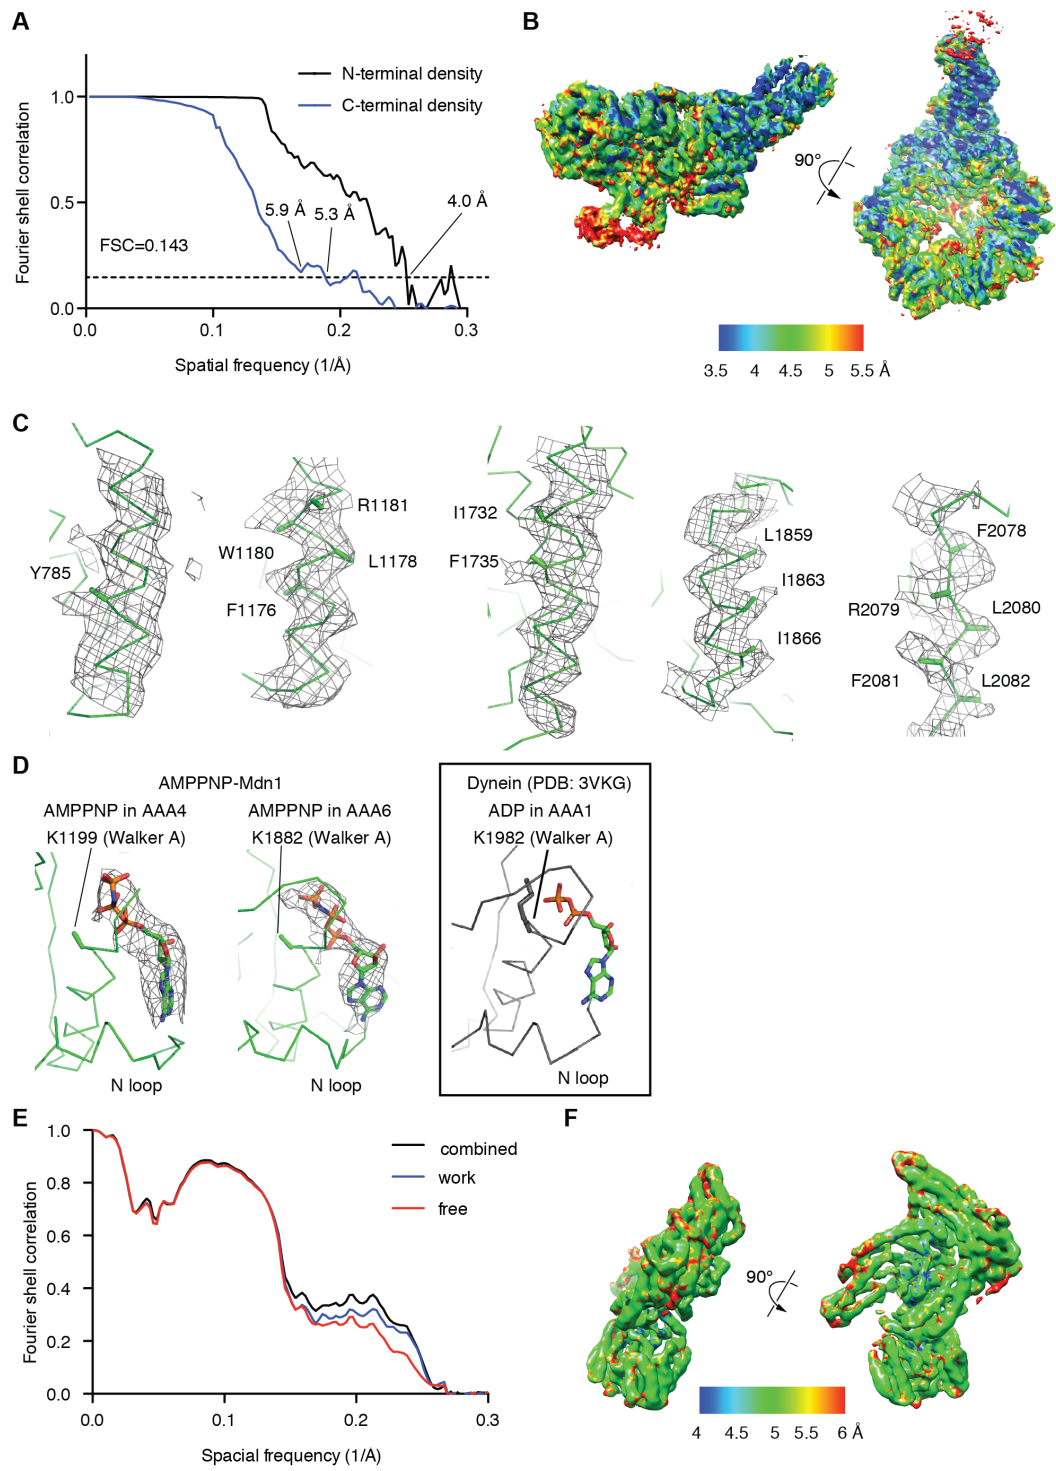 A
N-terminal density
C-terminal density
1.0
0.5
0.0
Fourier shell correlation
5.9 Å
5.3 Å
4.0 Å
FSC=0.143
0.0
0.1
0.2
0.3
Spatial frequency (1/Å)
B
90°
3.5 4 4.5 5 5.5 Å
C
Y785
R1181
W1180
L1178
F1176
I1732
F1735
L1859
I1863
I1866
F2078
R2079
L2080
F2081
L2082
D
AMPPNP-Mdn1
AMPPNP in AAA4
K1199 (Walker A)
N loop
AMPPNP in AAA6
K1882 (Walker A)
N loop
Dynein (PDB: 3VKG)
ADP in AAA1
K1982 (Walker A)
N loop
E
combined
work
free
1.0
0.8
0.6
0.4
0.2
0.0
Fourier shell correlation
0.0
0.1
0.2
0.3
Spacial frequency (1/Å)
F
90°
4 4.5 5 5.5 6 Å